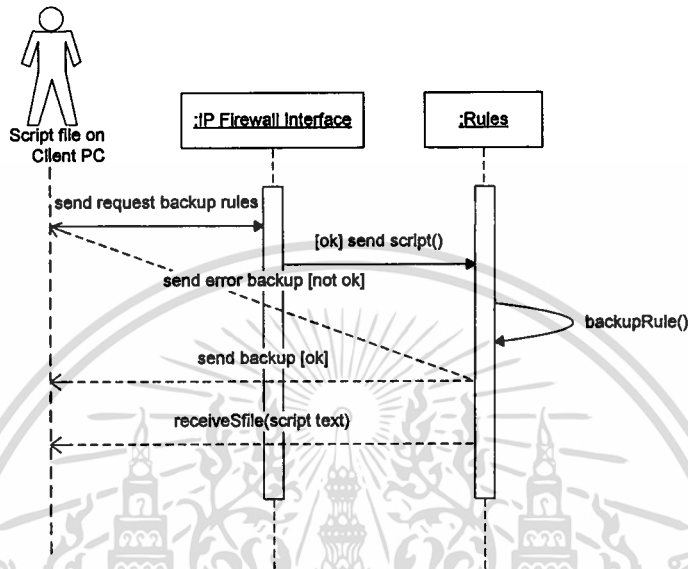 :IP Firewall Interface
:Rules
Script file on
Client PC
send request backup rules
[ok] send script()
send error backup [not ok]
backupRule()
send backup [ok]
receiveSfile(script text)